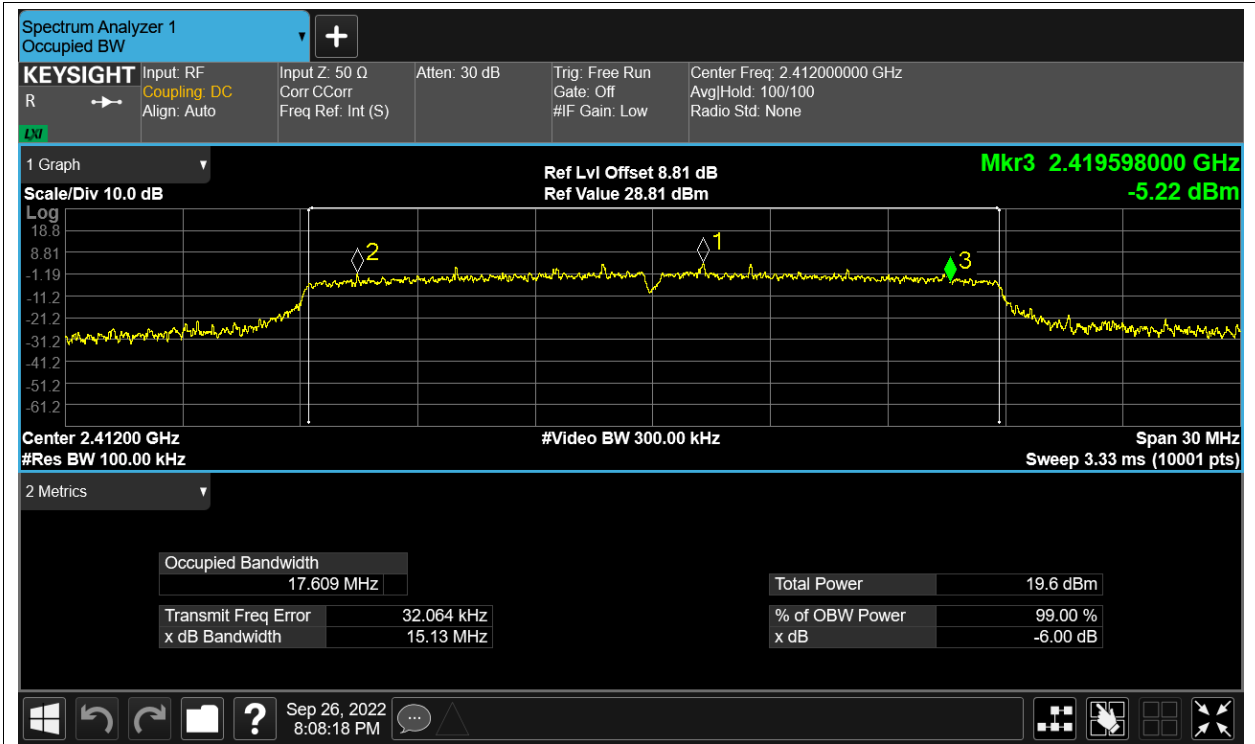 Spectrum Analyzer 1
Occupied BW
+
KEYSIGHT
R
LXI
Input: RF
Coupling: DC
Align: Auto
Input Z: 50 Ω
Corr CCorr
Freq Ref: Int (S)
Atten: 30 dB
Trig: Free Run
Gate: Off
#IF Gain: Low
Center Freq: 2.412000000 GHz
Avg|Hold: 100/100
Radio Std: None
1 Graph
Scale/Div 10.0 dB
Ref Lvl Offset 8.81 dB
Ref Value 28.81 dBm
Mkr3 2.419598000 GHz
-5.22 dBm
Log
18.8
8.81
-1.19
-11.2
-21.2
-31.2
-41.2
-51.2
-61.2
2
1
3
Center 2.41200 GHz
#Res BW 100.00 kHz
#Video BW 300.00 kHz
Span 30 MHz
Sweep 3.33 ms (10001 pts)
2 Metrics
Occupied Bandwidth
17.609 MHz
Transmit Freq Error 32.064 kHz
x dB Bandwidth 15.13 MHz
Total Power 19.6 dBm
% of OBW Power 99.00 %
x dB -6.00 dB
?
Sep 26, 2022
8:08:18 PM